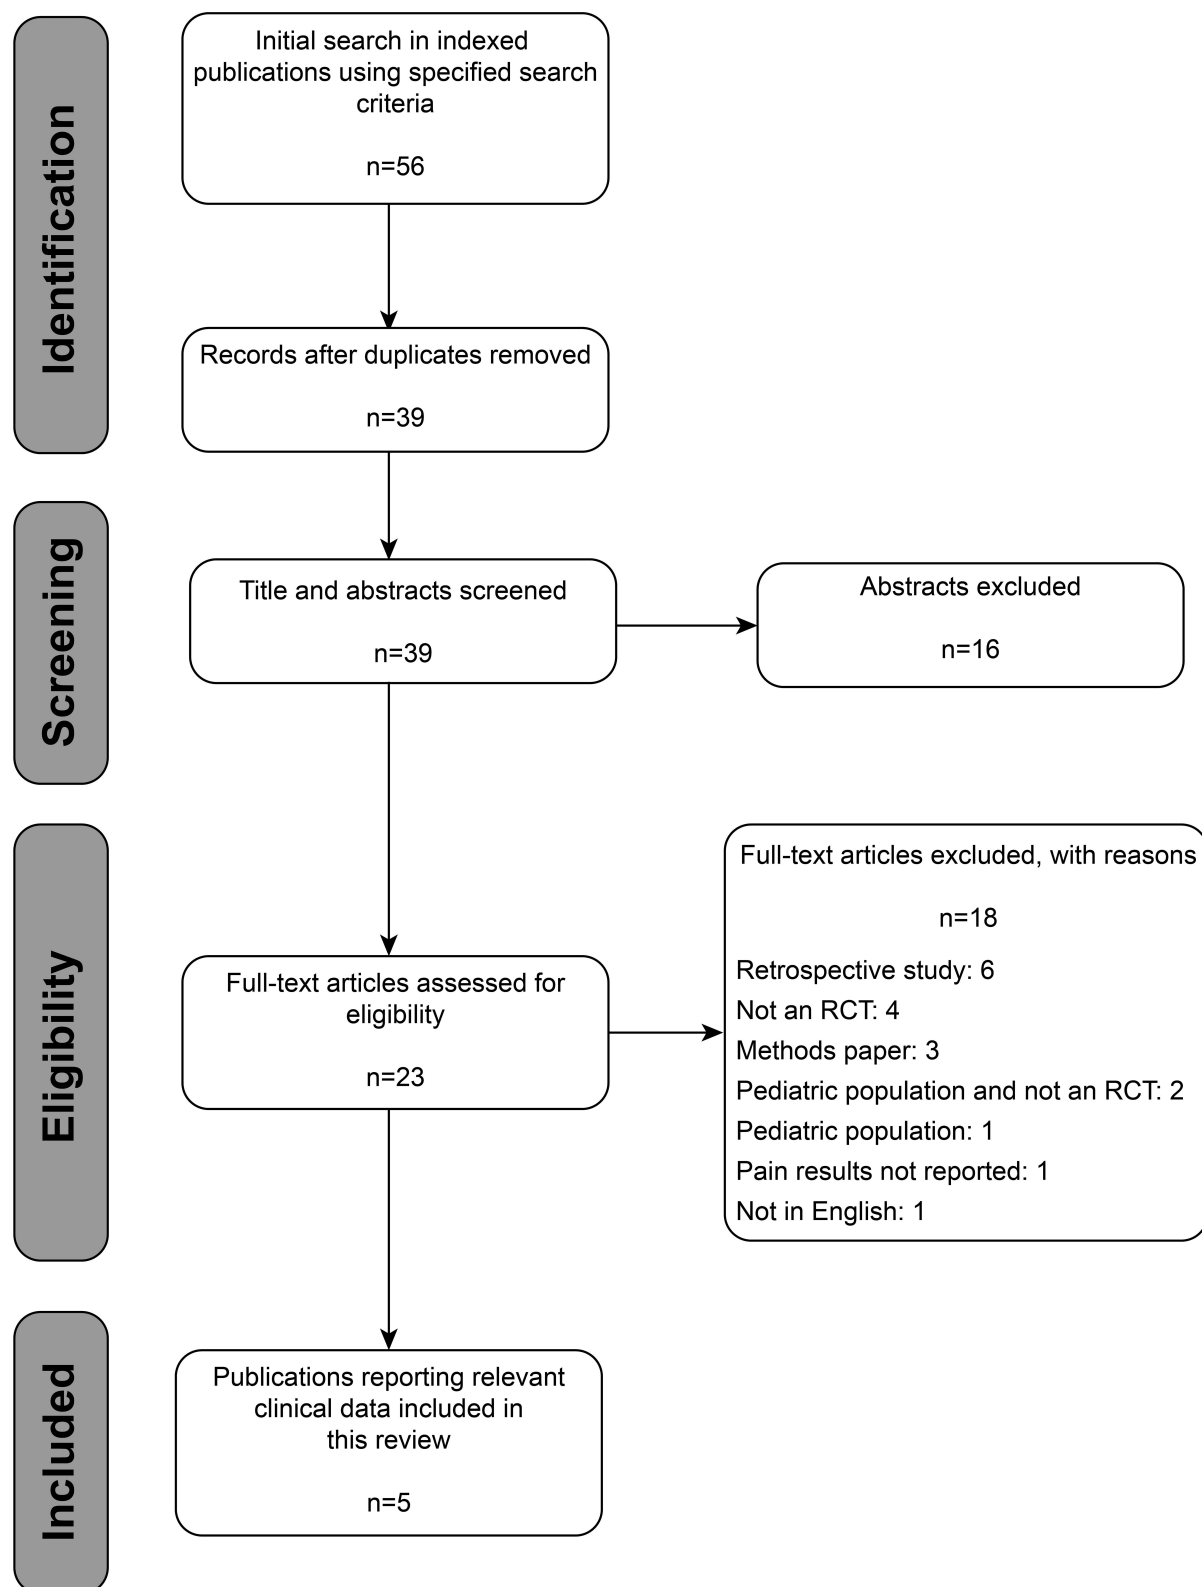 Identification
Initial search in indexed
publications using specified search
criteria
n=56
Records after duplicates removed
n=39
Screening
Title and abstracts screened
n=39
Abstracts excluded
n=16
Eligibility
Full-text articles assessed for
eligibility
n=23
Full-text articles excluded, with reasons
n=18
Retrospective study: 6
Not an RCT: 4
Methods paper: 3
Pediatric population and not an RCT: 2
Pediatric population: 1
Pain results not reported: 1
Not in English: 1
Included
Publications reporting relevant
clinical data included in
this review
n=5